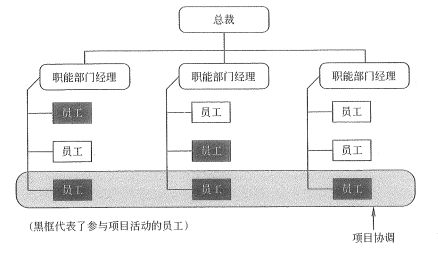 总裁
职能部门经理 职能部门经理 职能部门经理
员工 员工 员工
员工 员工 员工
员工 员工 员工
(黑框代表了参与项目活动的员工)
项目协调